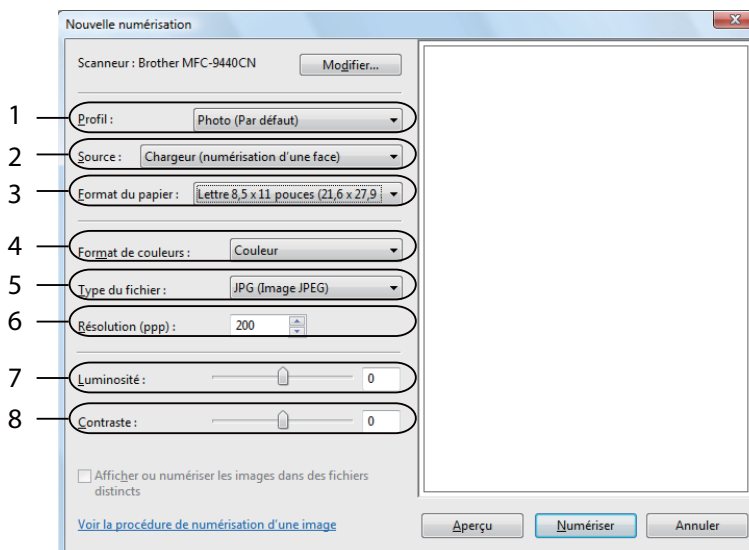 Nouvelle numérisation
Scanneur : Brother MFC-9440CN Modifier...
1 Profil : Photo (Par défaut)
2 Source : Chargeur (numérisation d'une face)
3 Format du papier : Lettre 8,5 x 11 pouces (21,6 x 27,9
4 Format de couleurs : Couleur
5 Type du fichier : JPG (Image JPEG)
6 Résolution (ppp) : 200
7 Luminosité : 0
8 Contraste : 0
Afficher ou numériser les images dans des fichiers
distincts
Voir la procédure de numérisation d'une image Aperçu Numériser Annuler